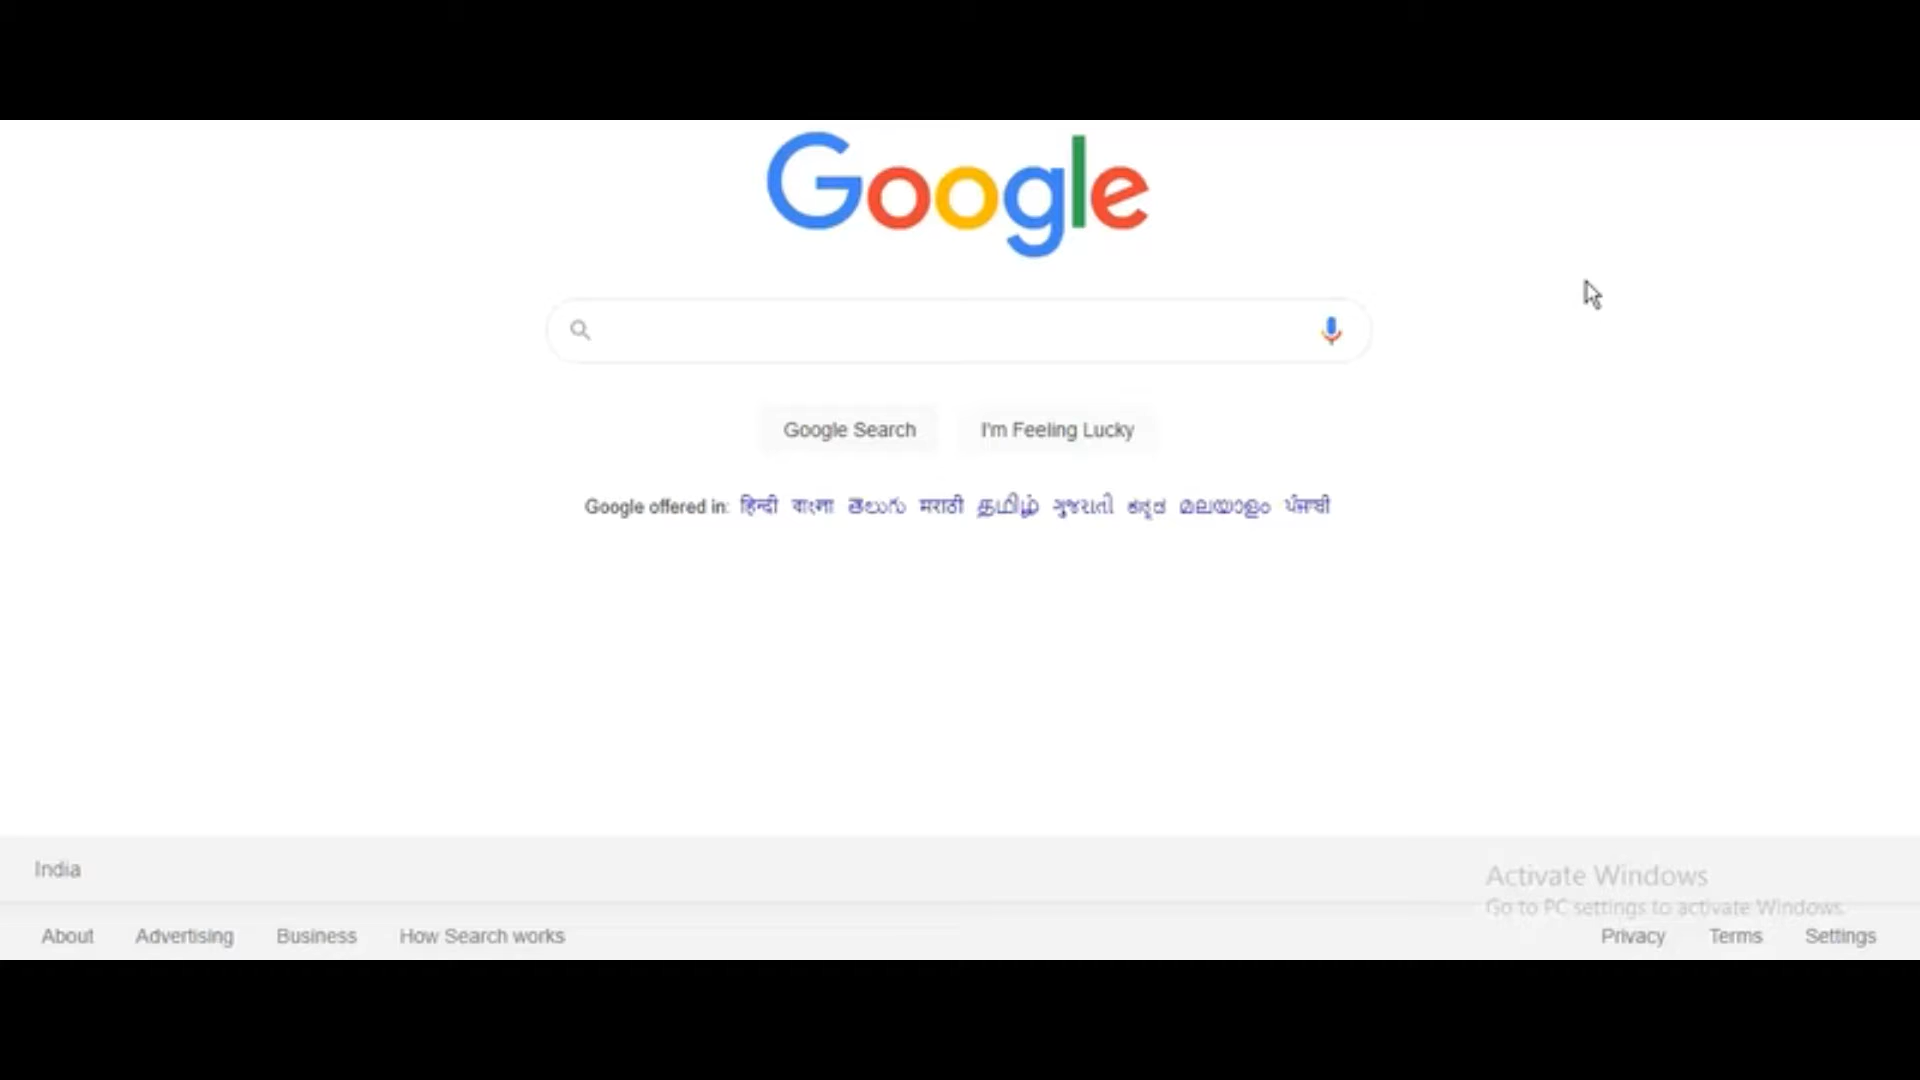 Google
Google Search I'm Feeling Lucky
Google offered in: हिन्दी বাংলা తెలుగు मराठी தமிழ் ગુજરાતી ಕನ್ನಡ മലയാളം ਪੰਜਾਬੀ
India
Activate Windows
Go to PC settings to activate Windows.
About Advertising Business How Search works Privacy Terms Settings